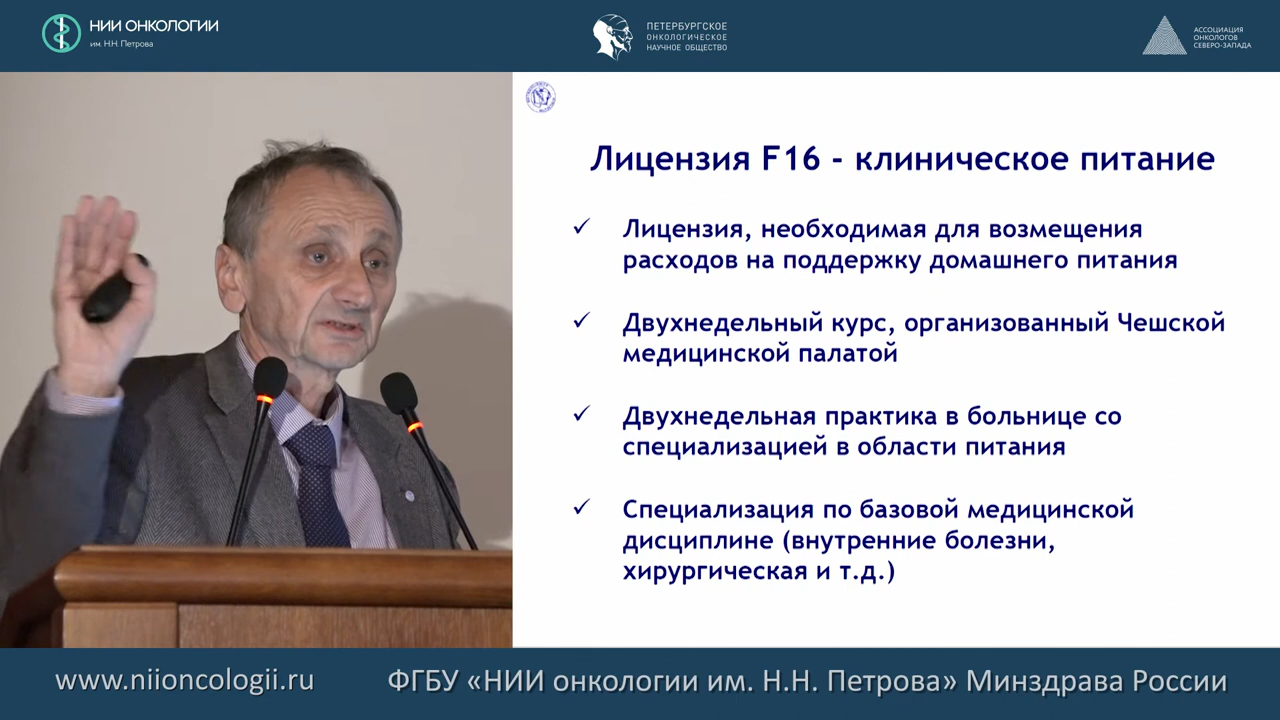 НИИ ОНКОЛОГИИ
им. Н.Н. Петрова
ПЕТЕРБУРГСКОЕ
ОНКОЛОГИЧЕСКОЕ
НАУЧНОЕ ОБЩЕСТВО
АССОЦИАЦИЯ
ОНКОЛОГОВ
СЕВЕРО-ЗАПАДА
Лицензия F16 - клиническое питание
✓ Лицензия, необходимая для возмещения
расходов на поддержку домашнего питания
✓ Двухнедельный курс, организованный Чешской
медицинской палатой
✓ Двухнедельная практика в больнице со
специализацией в области питания
✓ Специализация по базовой медицинской
дисциплине (внутренние болезни,
хирургическая и т.д.)
www.niioncologii.ru
ФГБУ «НИИ онкологии им. Н.Н. Петрова» Минздрава России